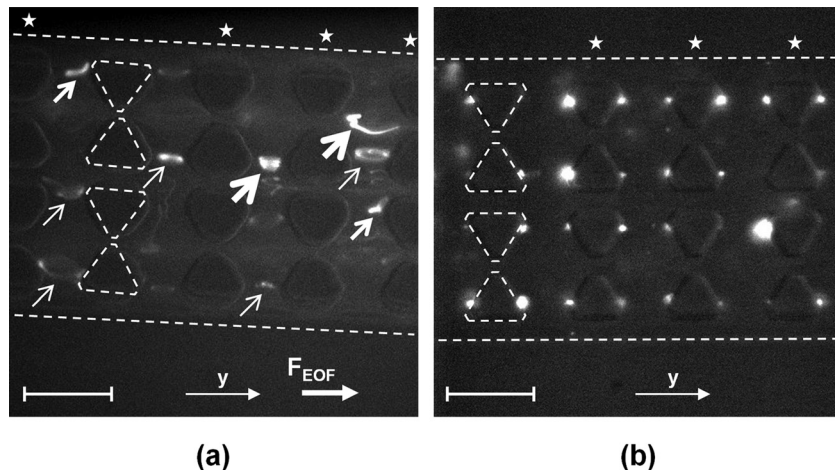 ★ ★ ★ ★
★ ★ ★
y
F_EOF
y
(a)
(b)